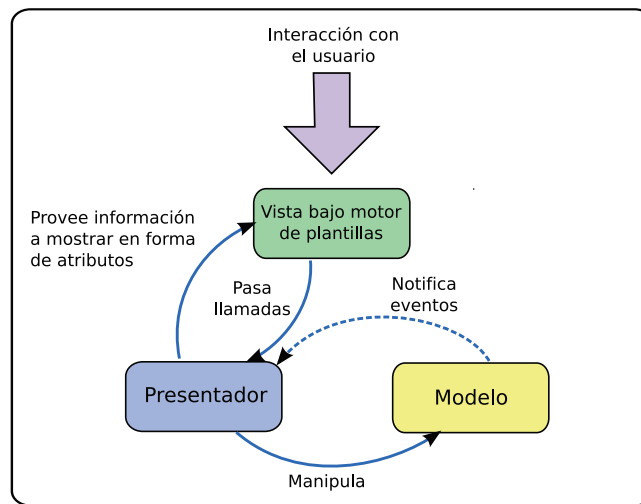 Interacción con
el usuario
Vista bajo motor
de plantillas
Provee información
a mostrar en forma
de atributos
Pasa
llamadas
Notifica
eventos
Presentador
Modelo
Manipula